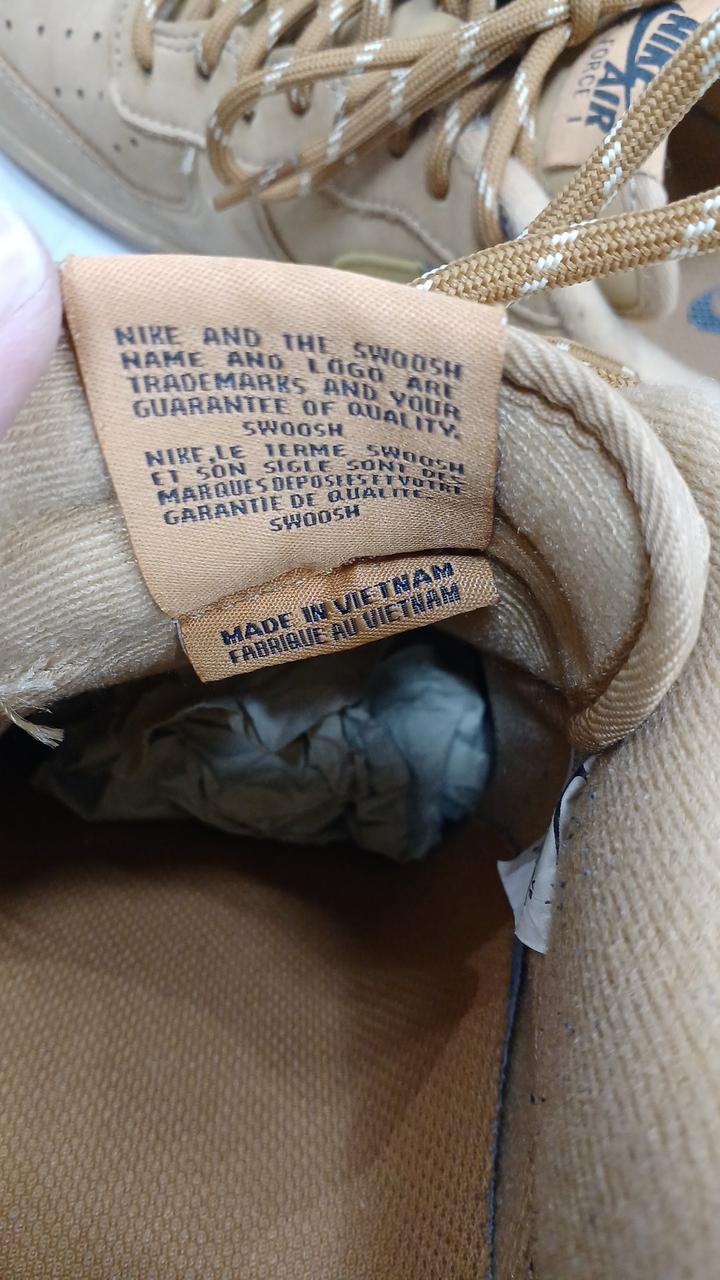 NIKE
AIR
FORCE 1
NIKE AND THE SWOOSH
NAME AND LOGO ARE
TRADEMARKS AND YOUR
GUARANTEE OF QUALITY.
SWOOSH
NIKE,LE TERME SWOOSH
ET SON SIGLE SONT DES
MARQUES DEPOSEES ET VOTRE
GARANTIE DE QUALITE.
SWOOSH
MADE IN VIETNAM
FABRIQUE AU VIETNAM